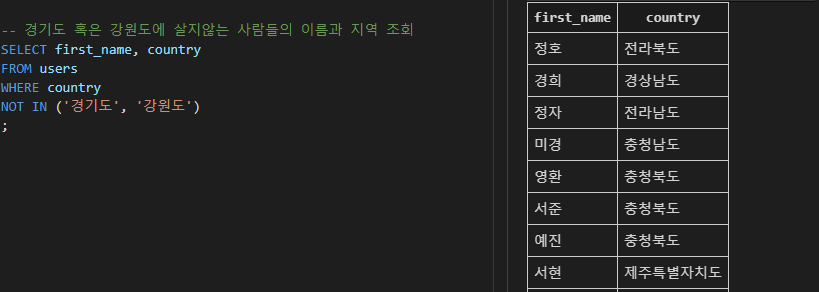 -- 경기도 혹은 강원도에 살지않는 사람들의 이름과 지역 조회
SELECT first_name, country
FROM users
WHERE country
NOT IN ('경기도', '강원도')
;
first_name country
정호 전라북도
경희 경상남도
정자 전라남도
미경 충청남도
영환 충청북도
서준 충청북도
예진 충청북도
서현 제주특별자치도